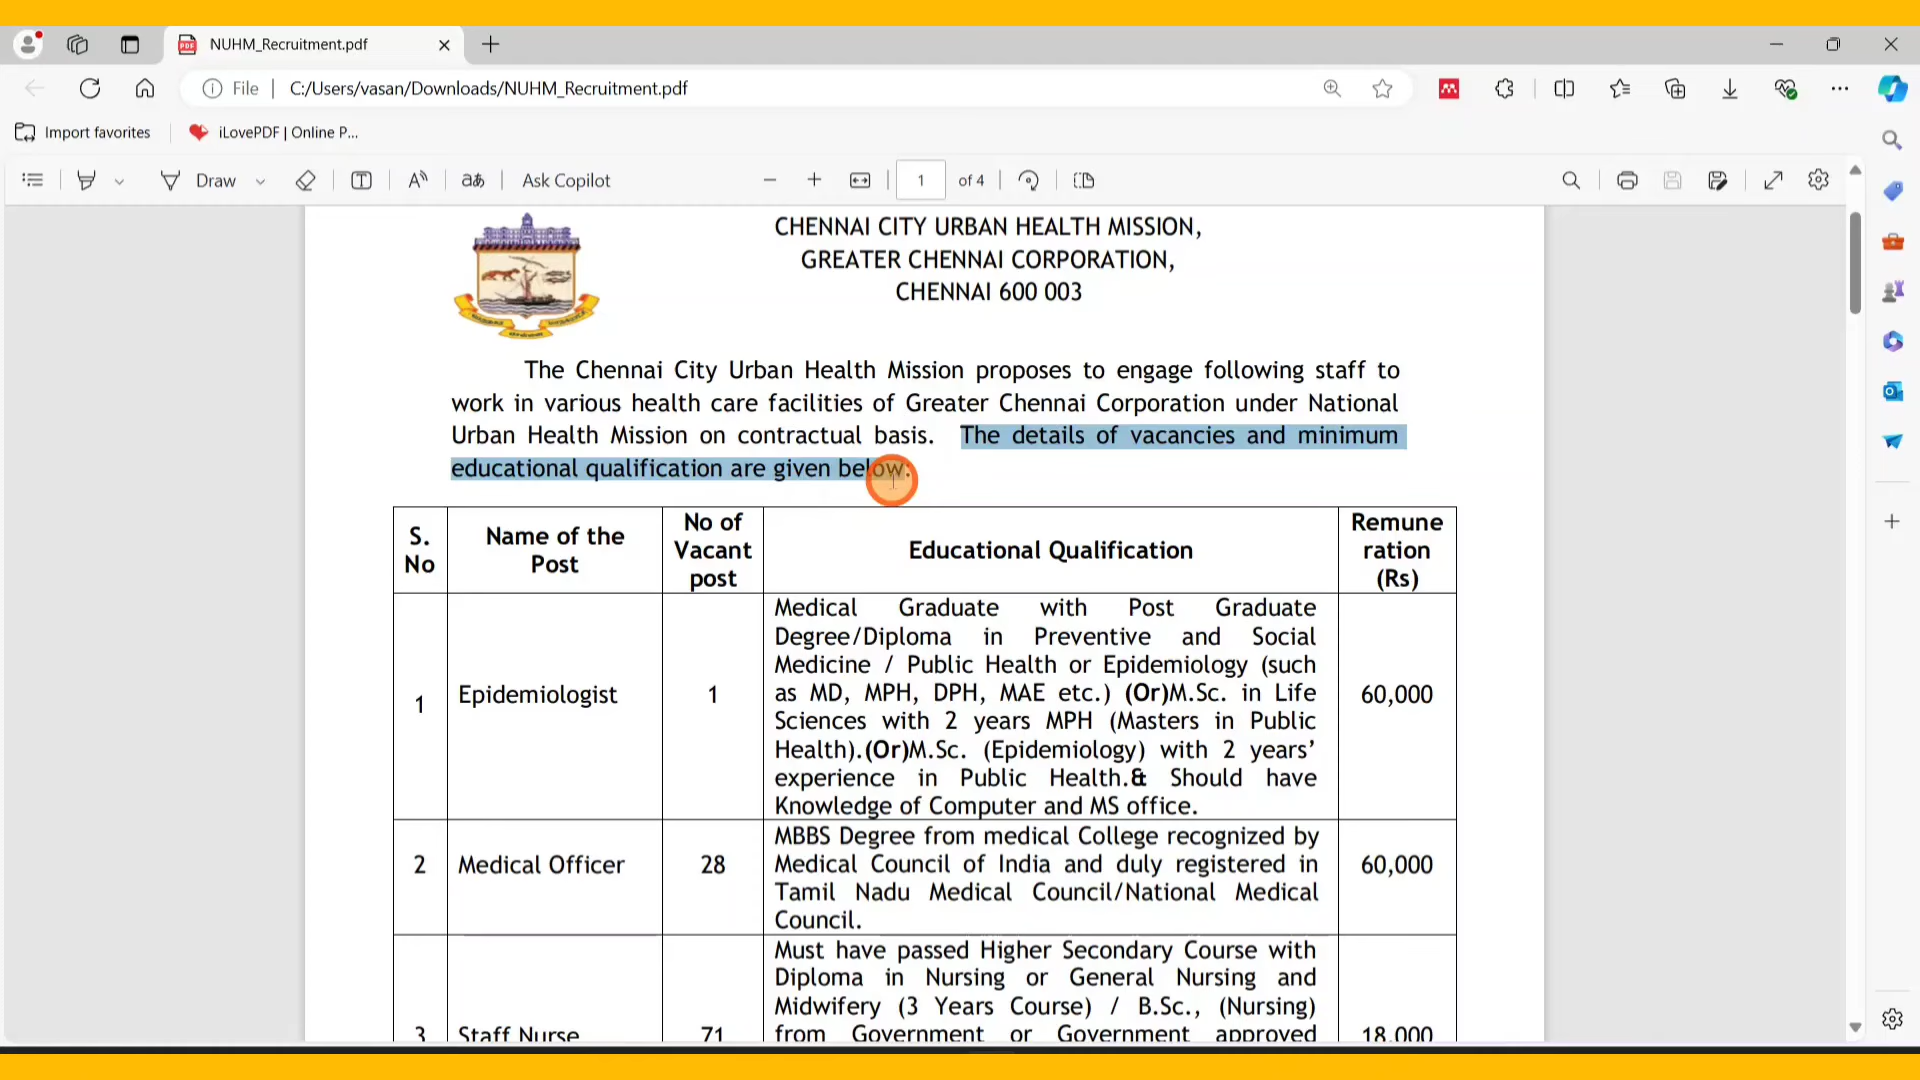 NUHM_Recruitment.pdf
File
C:/Users/vasan/Downloads/NUHM_Recruitment.pdf
Import favorites
iLovePDF | Online P...
Draw
aあ
Ask Copilot
1
of 4
CHENNAI CITY URBAN HEALTH MISSION,
GREATER CHENNAI CORPORATION,
CHENNAI 600 003
The Chennai City Urban Health Mission proposes to engage following staff to
work in various health care facilities of Greater Chennai Corporation under National
Urban Health Mission on contractual basis. The details of vacancies and minimum
educational qualification are given below:
S.
No
Name of the
Post
No of
Vacant
post
Educational Qualification
Remune
ration
(Rs)
1
Epidemiologist
1
Medical Graduate with Post Graduate
Degree/Diploma in Preventive and Social
Medicine / Public Health or Epidemiology (such
as MD, MPH, DPH, MAE etc.) (Or)M.Sc. in Life
Sciences with 2 years MPH (Masters in Public
Health).(Or)M.Sc. (Epidemiology) with 2 years’
experience in Public Health.& Should have
Knowledge of Computer and MS office.
60,000
2
Medical Officer
28
MBBS Degree from medical College recognized by
Medical Council of India and duly registered in
Tamil Nadu Medical Council/National Medical
Council.
60,000
3
Staff Nurse
71
Must have passed Higher Secondary Course with
Diploma in Nursing or General Nursing and
Midwifery (3 Years Course) / B.Sc., (Nursing)
from Government or Government approved
18,000